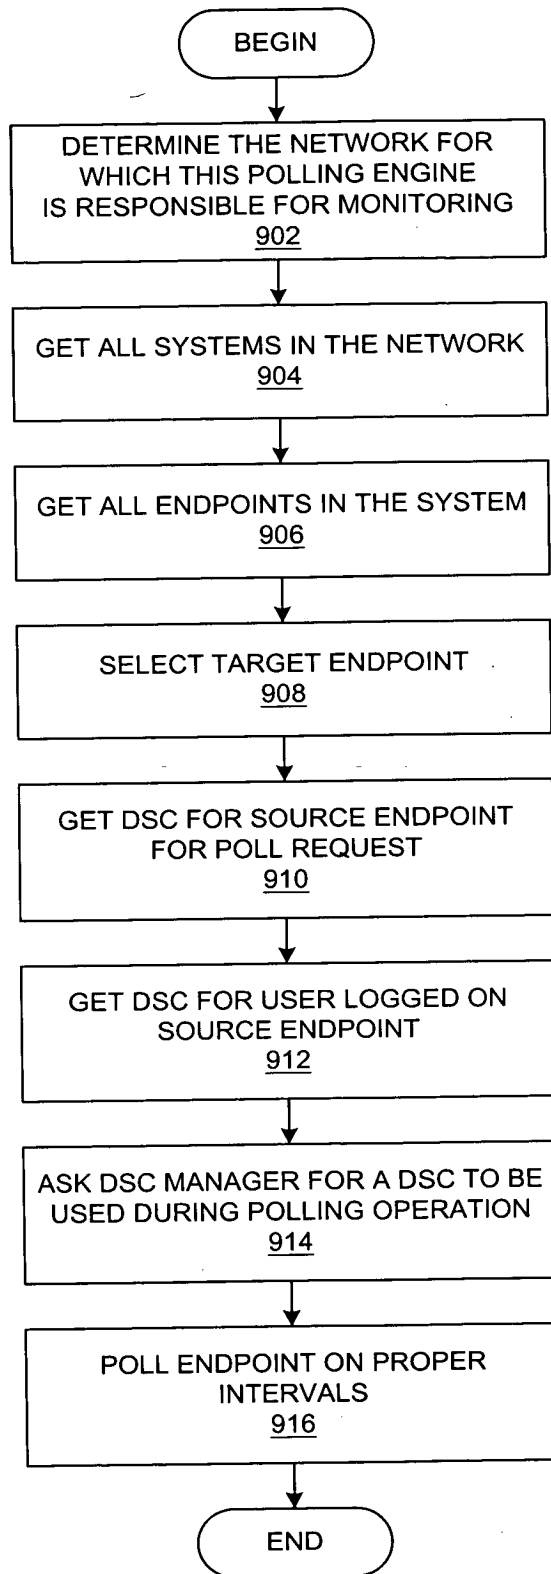 BEGIN
DETERMINE THE NETWORK FOR
WHICH THIS POLLING ENGINE
IS RESPONSIBLE FOR MONITORING
902
GET ALL SYSTEMS IN THE NETWORK
904
GET ALL ENDPOINTS IN THE SYSTEM
906
SELECT TARGET ENDPOINT
908
GET DSC FOR SOURCE ENDPOINT
FOR POLL REQUEST
910
GET DSC FOR USER LOGGED ON
SOURCE ENDPOINT
912
ASK DSC MANAGER FOR A DSC TO BE
USED DURING POLLING OPERATION
914
POLL ENDPOINT ON PROPER
INTERVALS
916
END